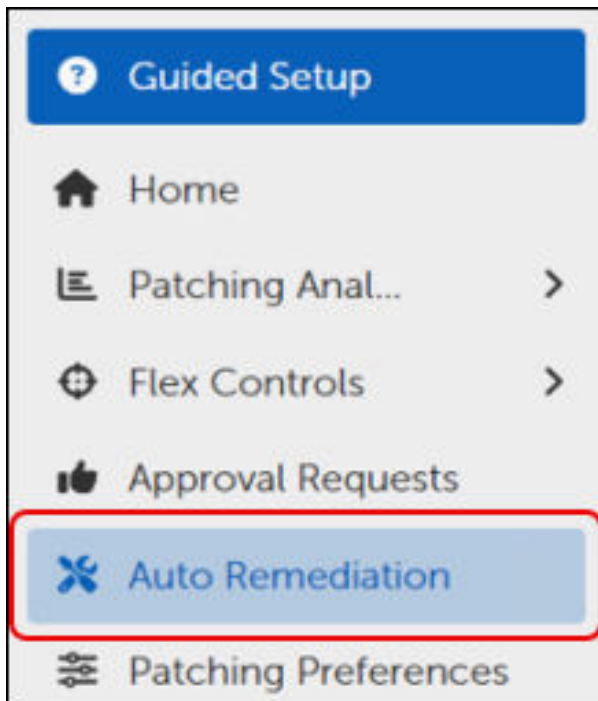 Guided Setup
Home
Patching Anal...
Flex Controls
Approval Requests
Auto Remediation
Patching Preferences